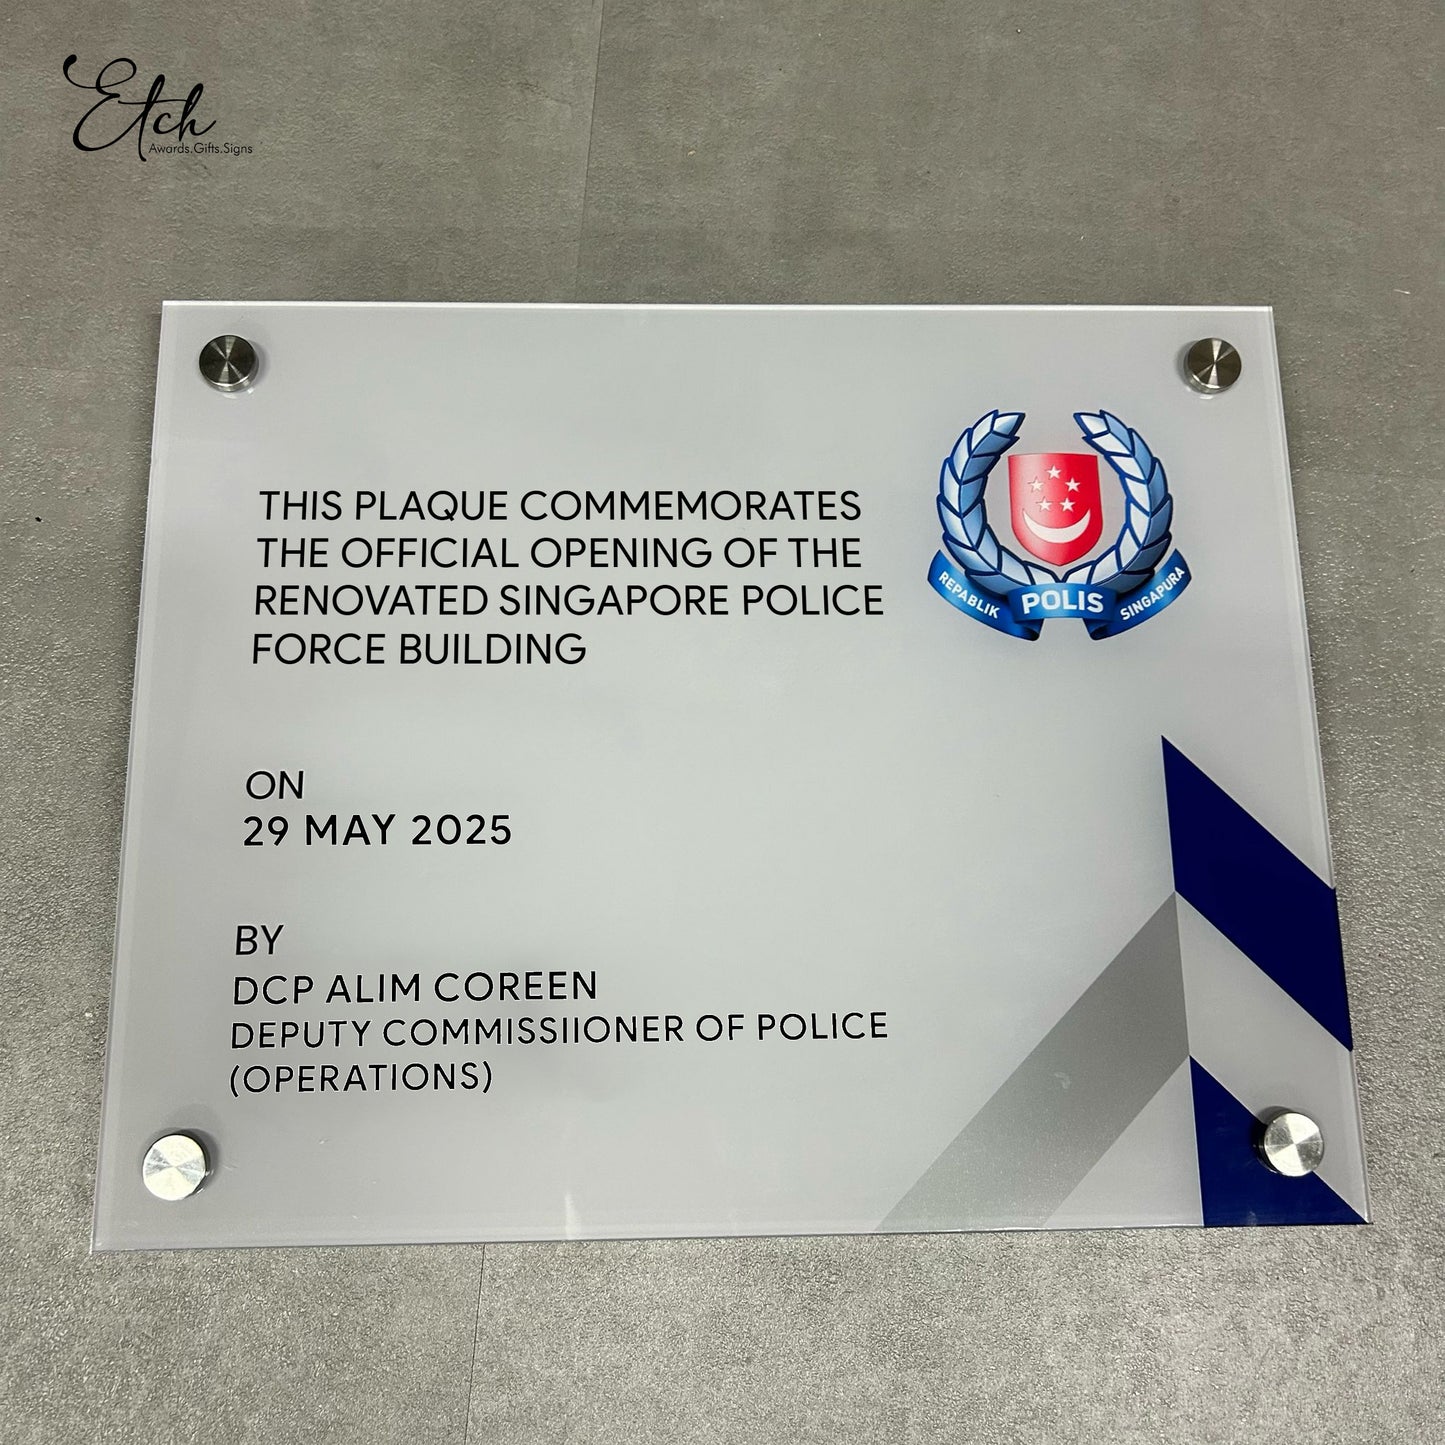 Etch
Awards.Gifts.Signs
THIS PLAQUE COMMEMORATES
THE OFFICIAL OPENING OF THE
RENOVATED SINGAPORE POLICE
FORCE BUILDING
REPABLIK POLIS SINGAPURA
ON
29 MAY 2025
BY
DCP ALIM COREEN
DEPUTY COMMISSIIONER OF POLICE
(OPERATIONS)